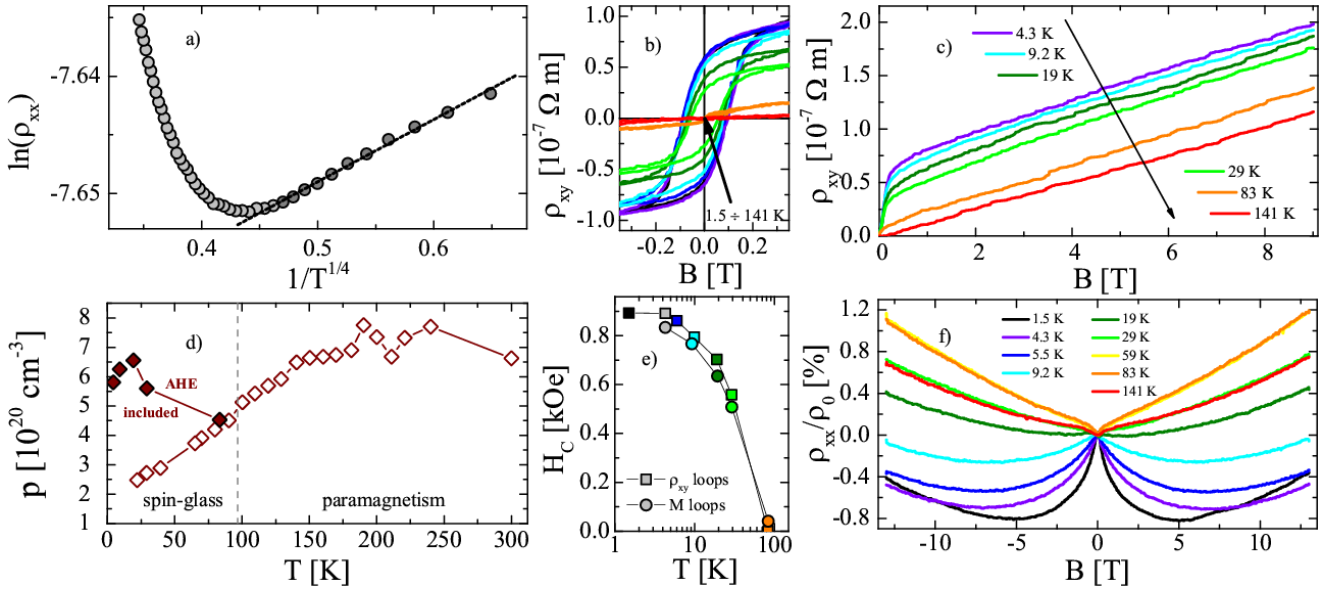 a)
-7.64
-7.65
ln(ρxx)
0.4 0.5 0.6
1/T^1/4
b)
1.0
0.5
0.0
-0.5
-1.0
ρxy [10^-7 Ω m]
1.5 ÷ 141 K
-0.2 0.0 0.2
B [T]
c)
2.0
1.5
1.0
0.5
0.0
ρxy [10^-7 Ω m]
4.3 K
9.2 K
19 K
29 K
83 K
141 K
0 2 4 6 8
B [T]
d)
8
7
6
5
4
3
2
1
p [10^20 cm^-3]
AHE
included
spin-glass
paramagnetism
0 50 100 150 200 250 300
T [K]
e)
0.8
0.6
0.4
0.2
0.0
H_C [kOe]
ρxy loops
M loops
1 10 100
T [K]
f)
1.2
0.8
0.4
0.0
-0.4
-0.8
ρxx/ρ0 [%]
1.5 K
4.3 K
5.5 K
9.2 K
19 K
29 K
59 K
83 K
141 K
-10 -5 0 5 10
B [T]